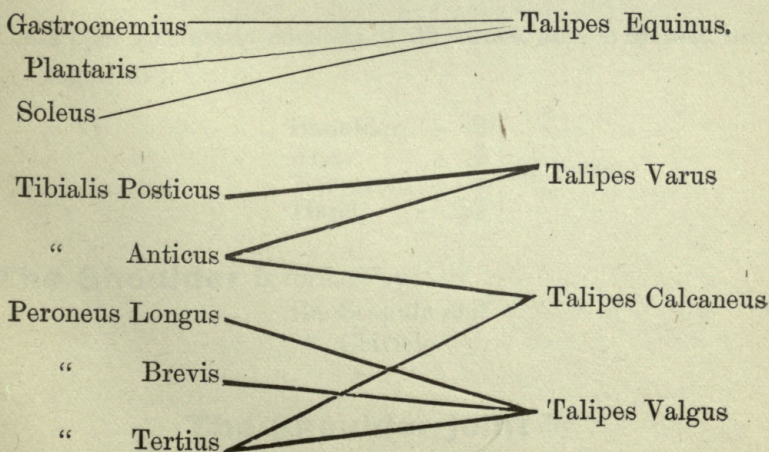 Gastrocnemius Talipes Equinus.
Plantaris
Soleus
Tibialis Posticus Talipes Varus
“ Anticus
Talipes Calcaneus
Peroneus Longus
“ Brevis
Talipes Valgus
“ Tertius